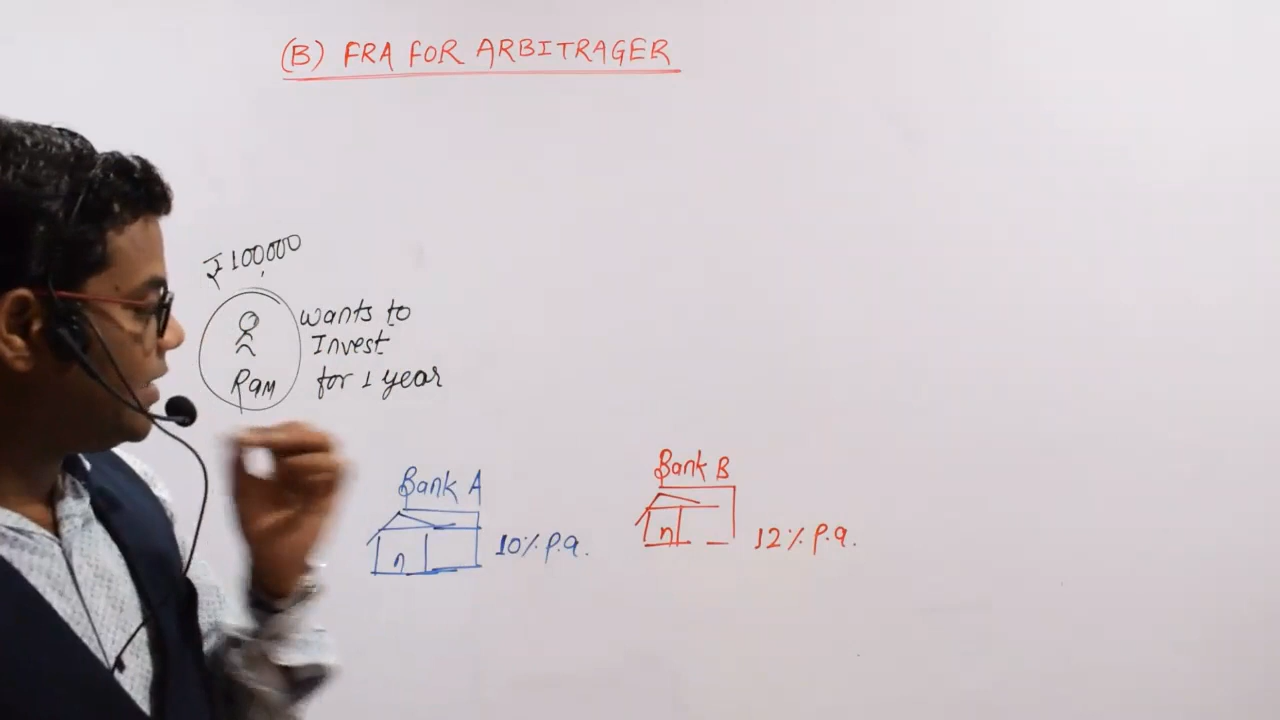 (B) FRA FOR ARBITRAGER
₹100000
wants to
Invest
for 1 year
Ram
Bank A
10% p.a.
Bank B
12% p.a.